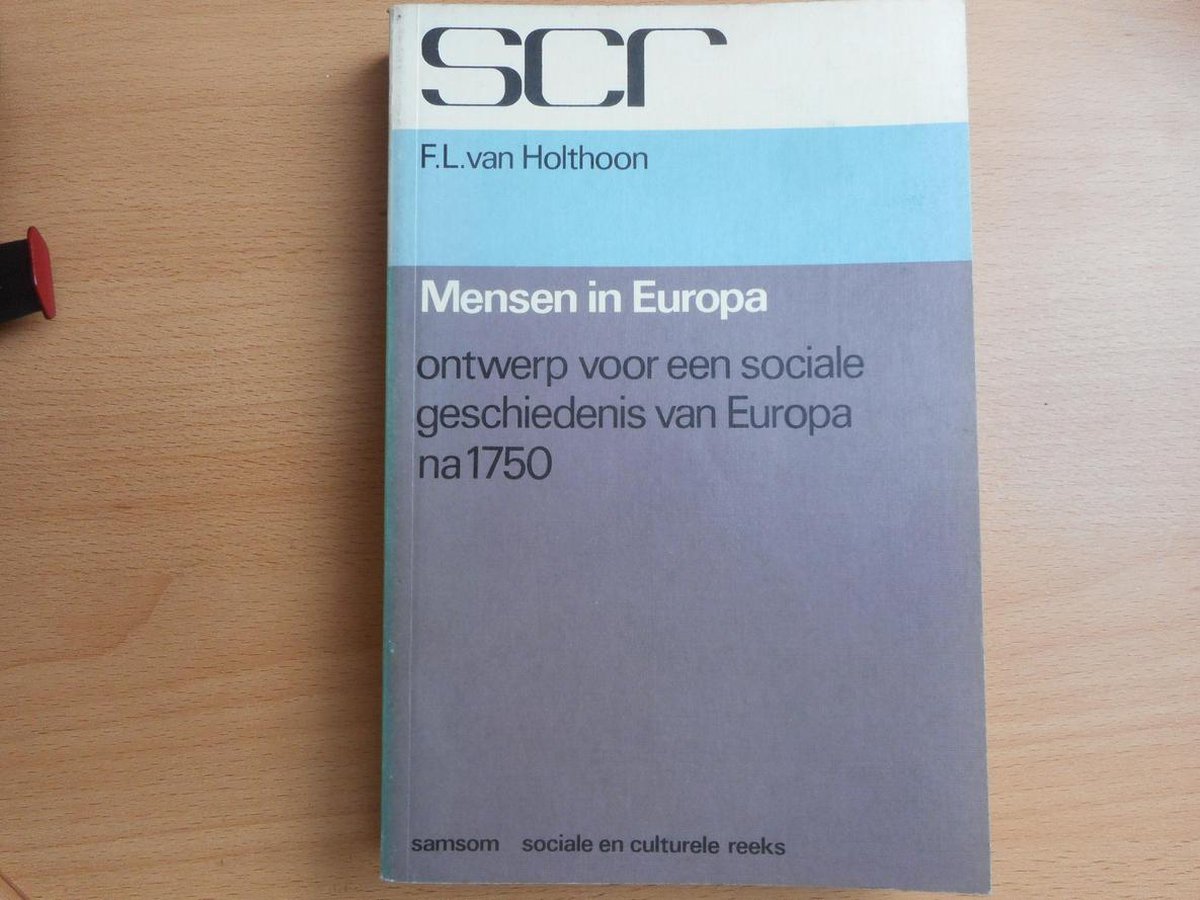 scr
F.L.van Holthoon
Mensen in Europa
ontwerp voor een sociale
geschiedenis van Europa
na 1750
samsom sociale en culturele reeks